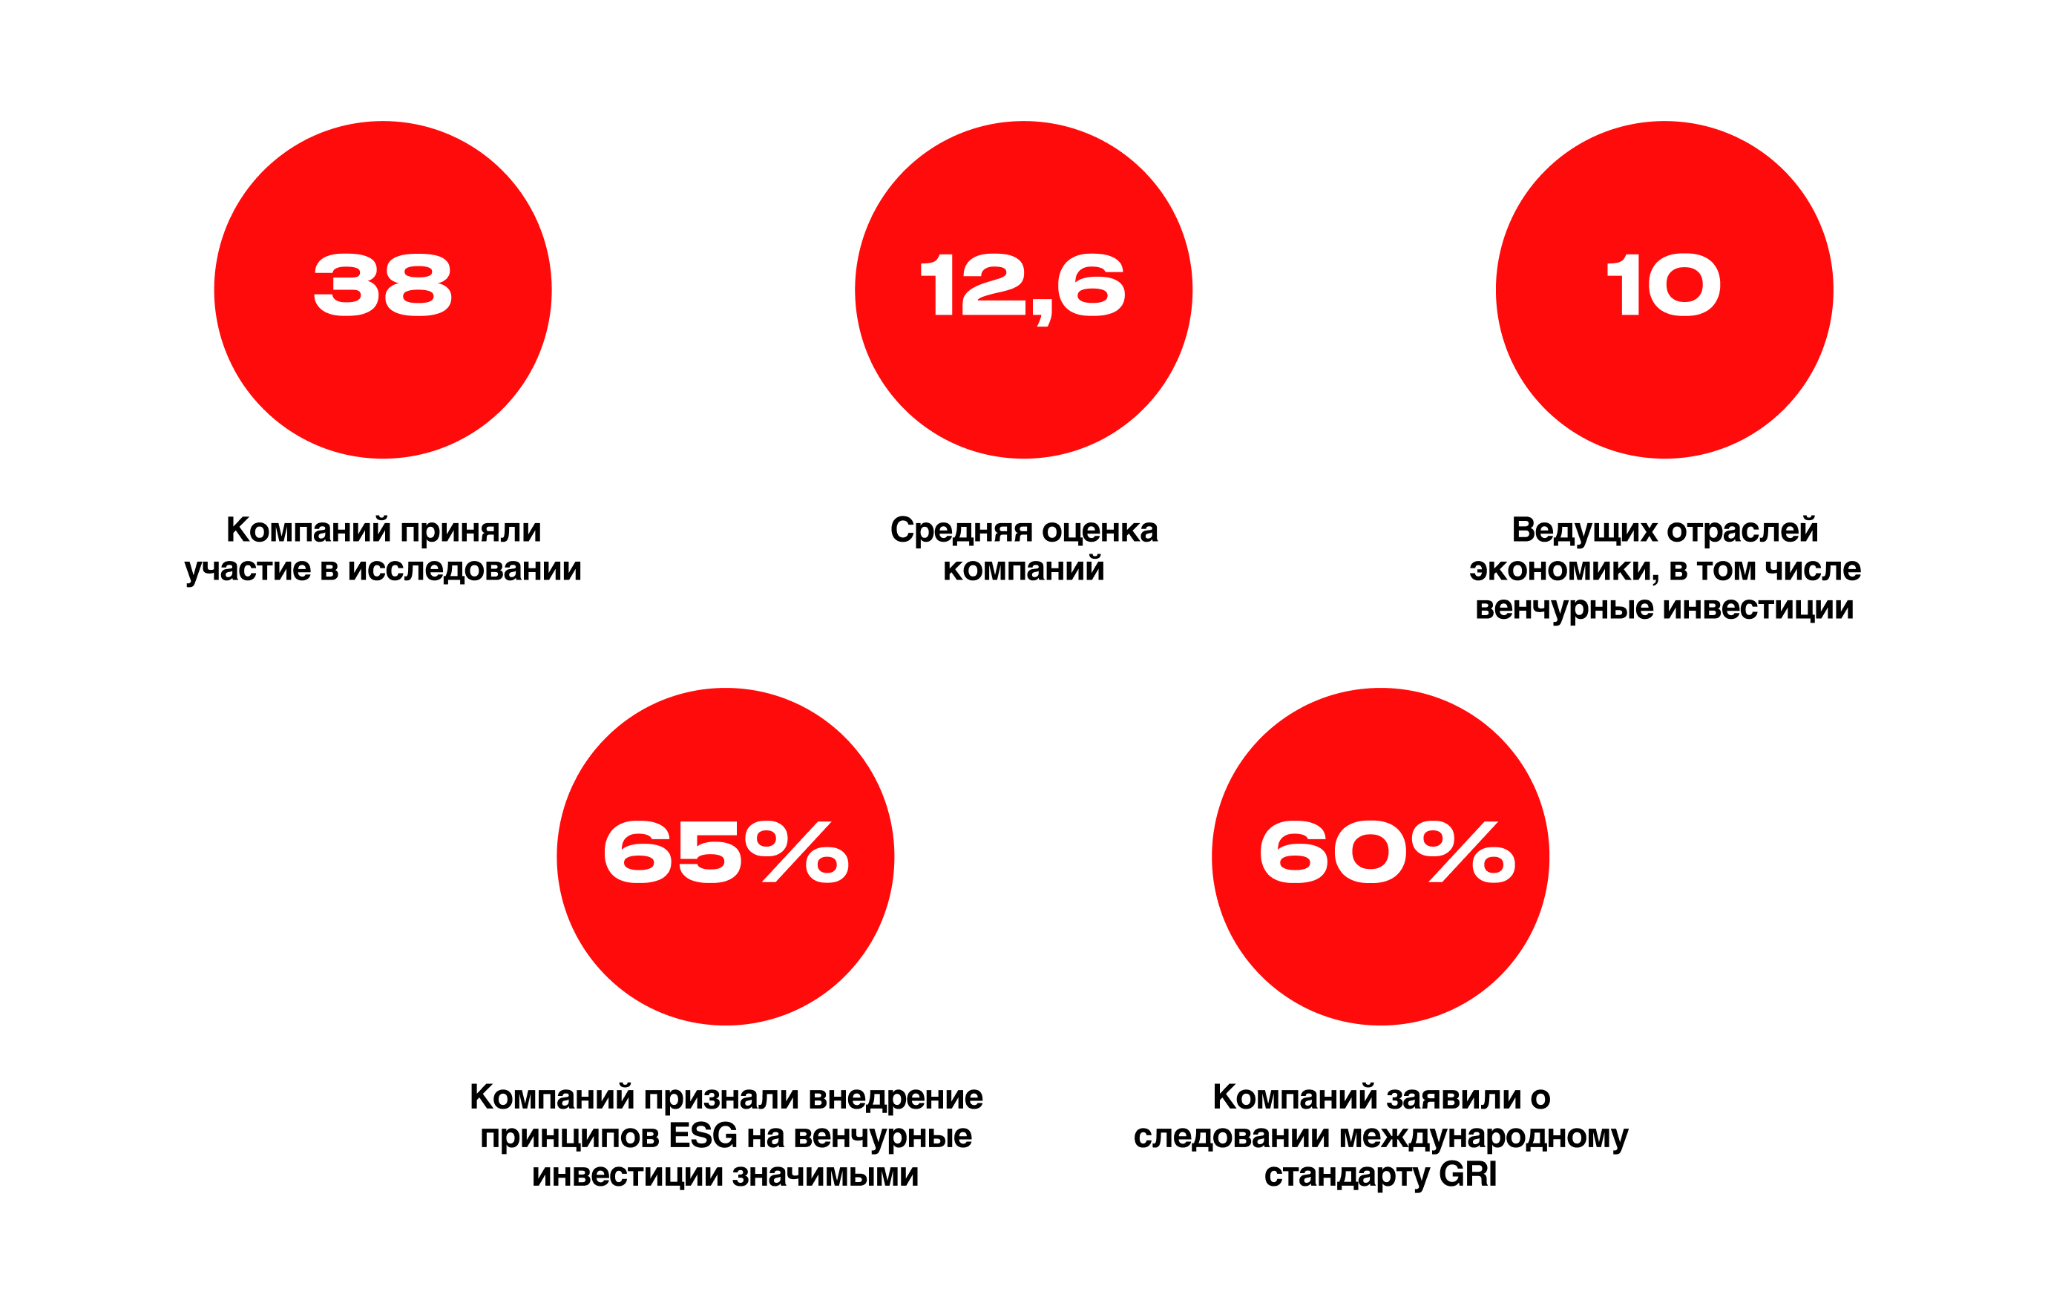 38
Компаний приняли
участие в исследовании
12,6
Средняя оценка
компаний
10
Ведущих отраслей
экономики, в том числе
венчурные инвестиции
65%
Компаний признали внедрение
принципов ESG на венчурные
инвестиции значимыми
60%
Компаний заявили о
следовании международному
стандарту GRI